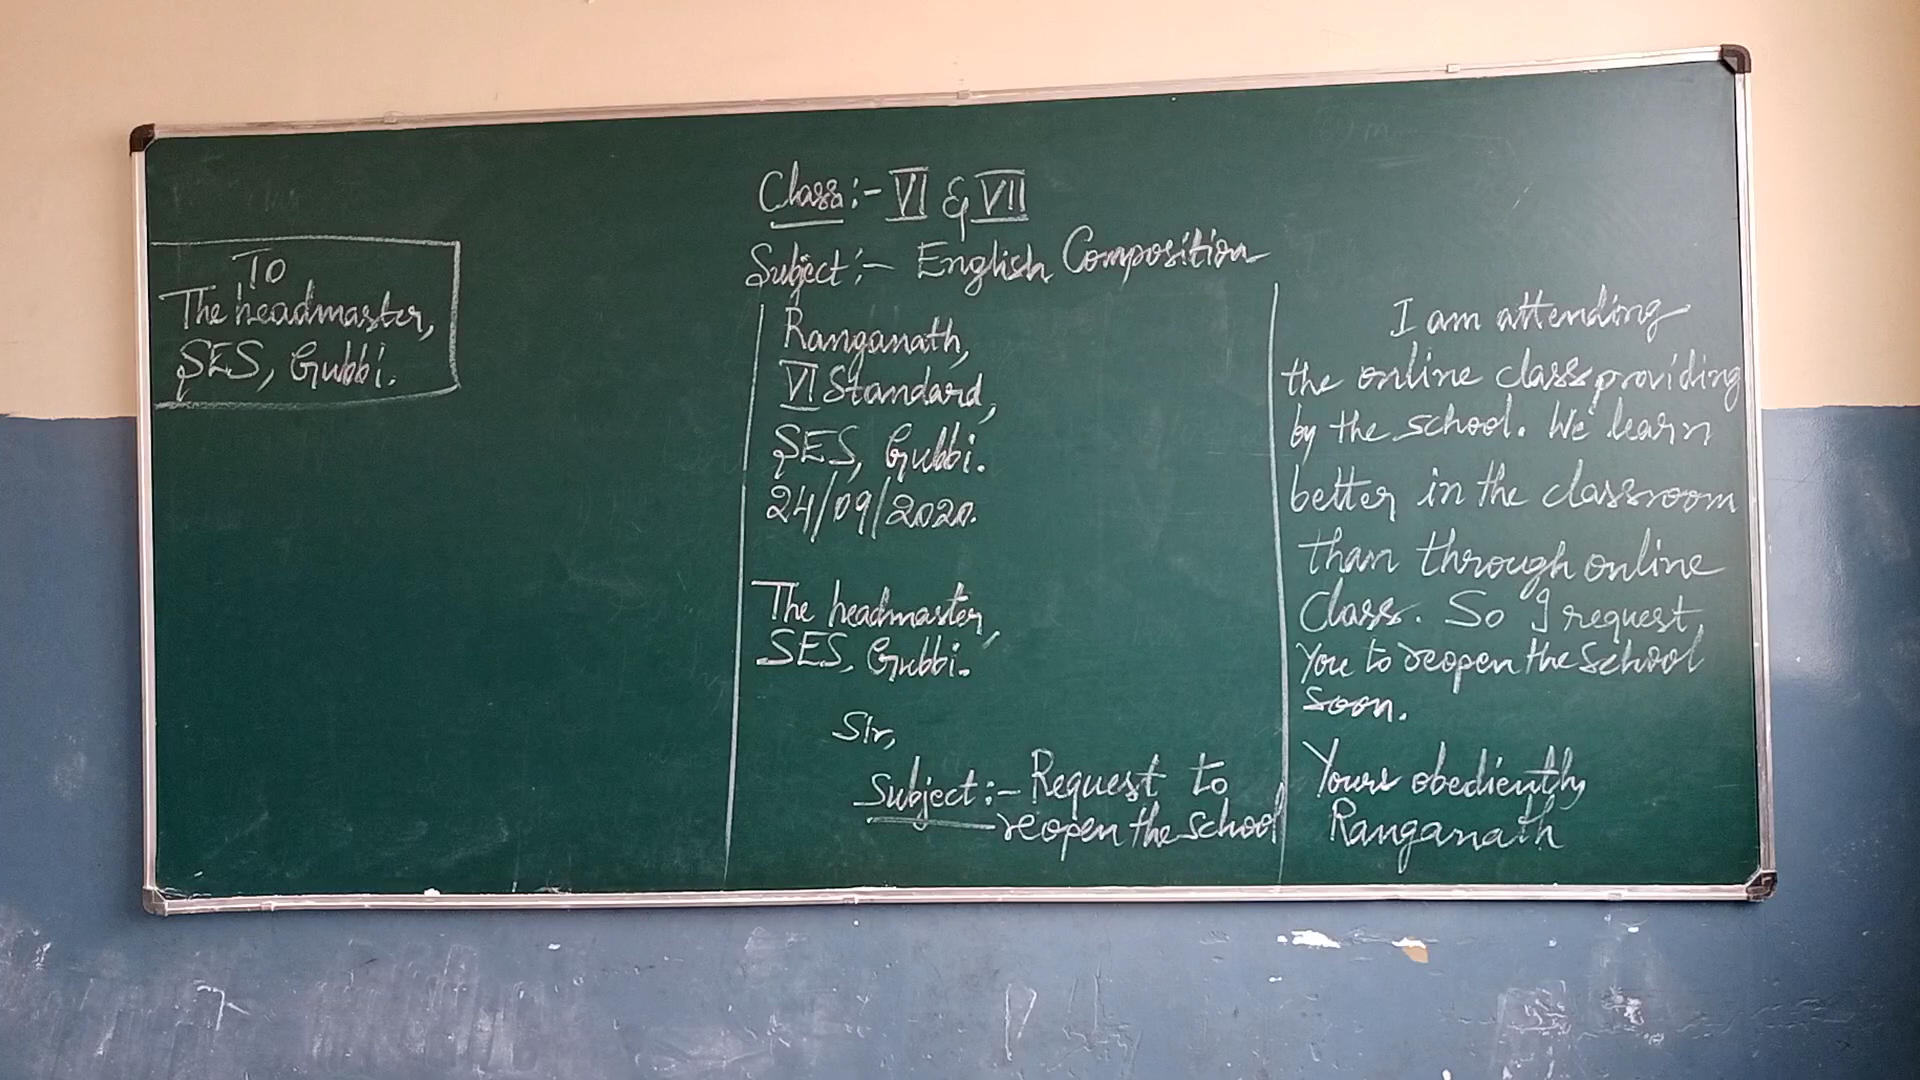 Class:- VI & VII
Subject:- English Composition
To
The headmaster,
SES, Gubbi.
Ranganath,
VI Standard,
SES, Gubbi.
24/09/2020.
The headmaster,
SES, Gubbi.
Sir,
Subject:- Request to
reopen the school
I am attending
the online class providing
by the school. We learn
better in the classroom
than through online
Class. So I request
you to reopen the School
soon.
Yours obediently
Ranganath